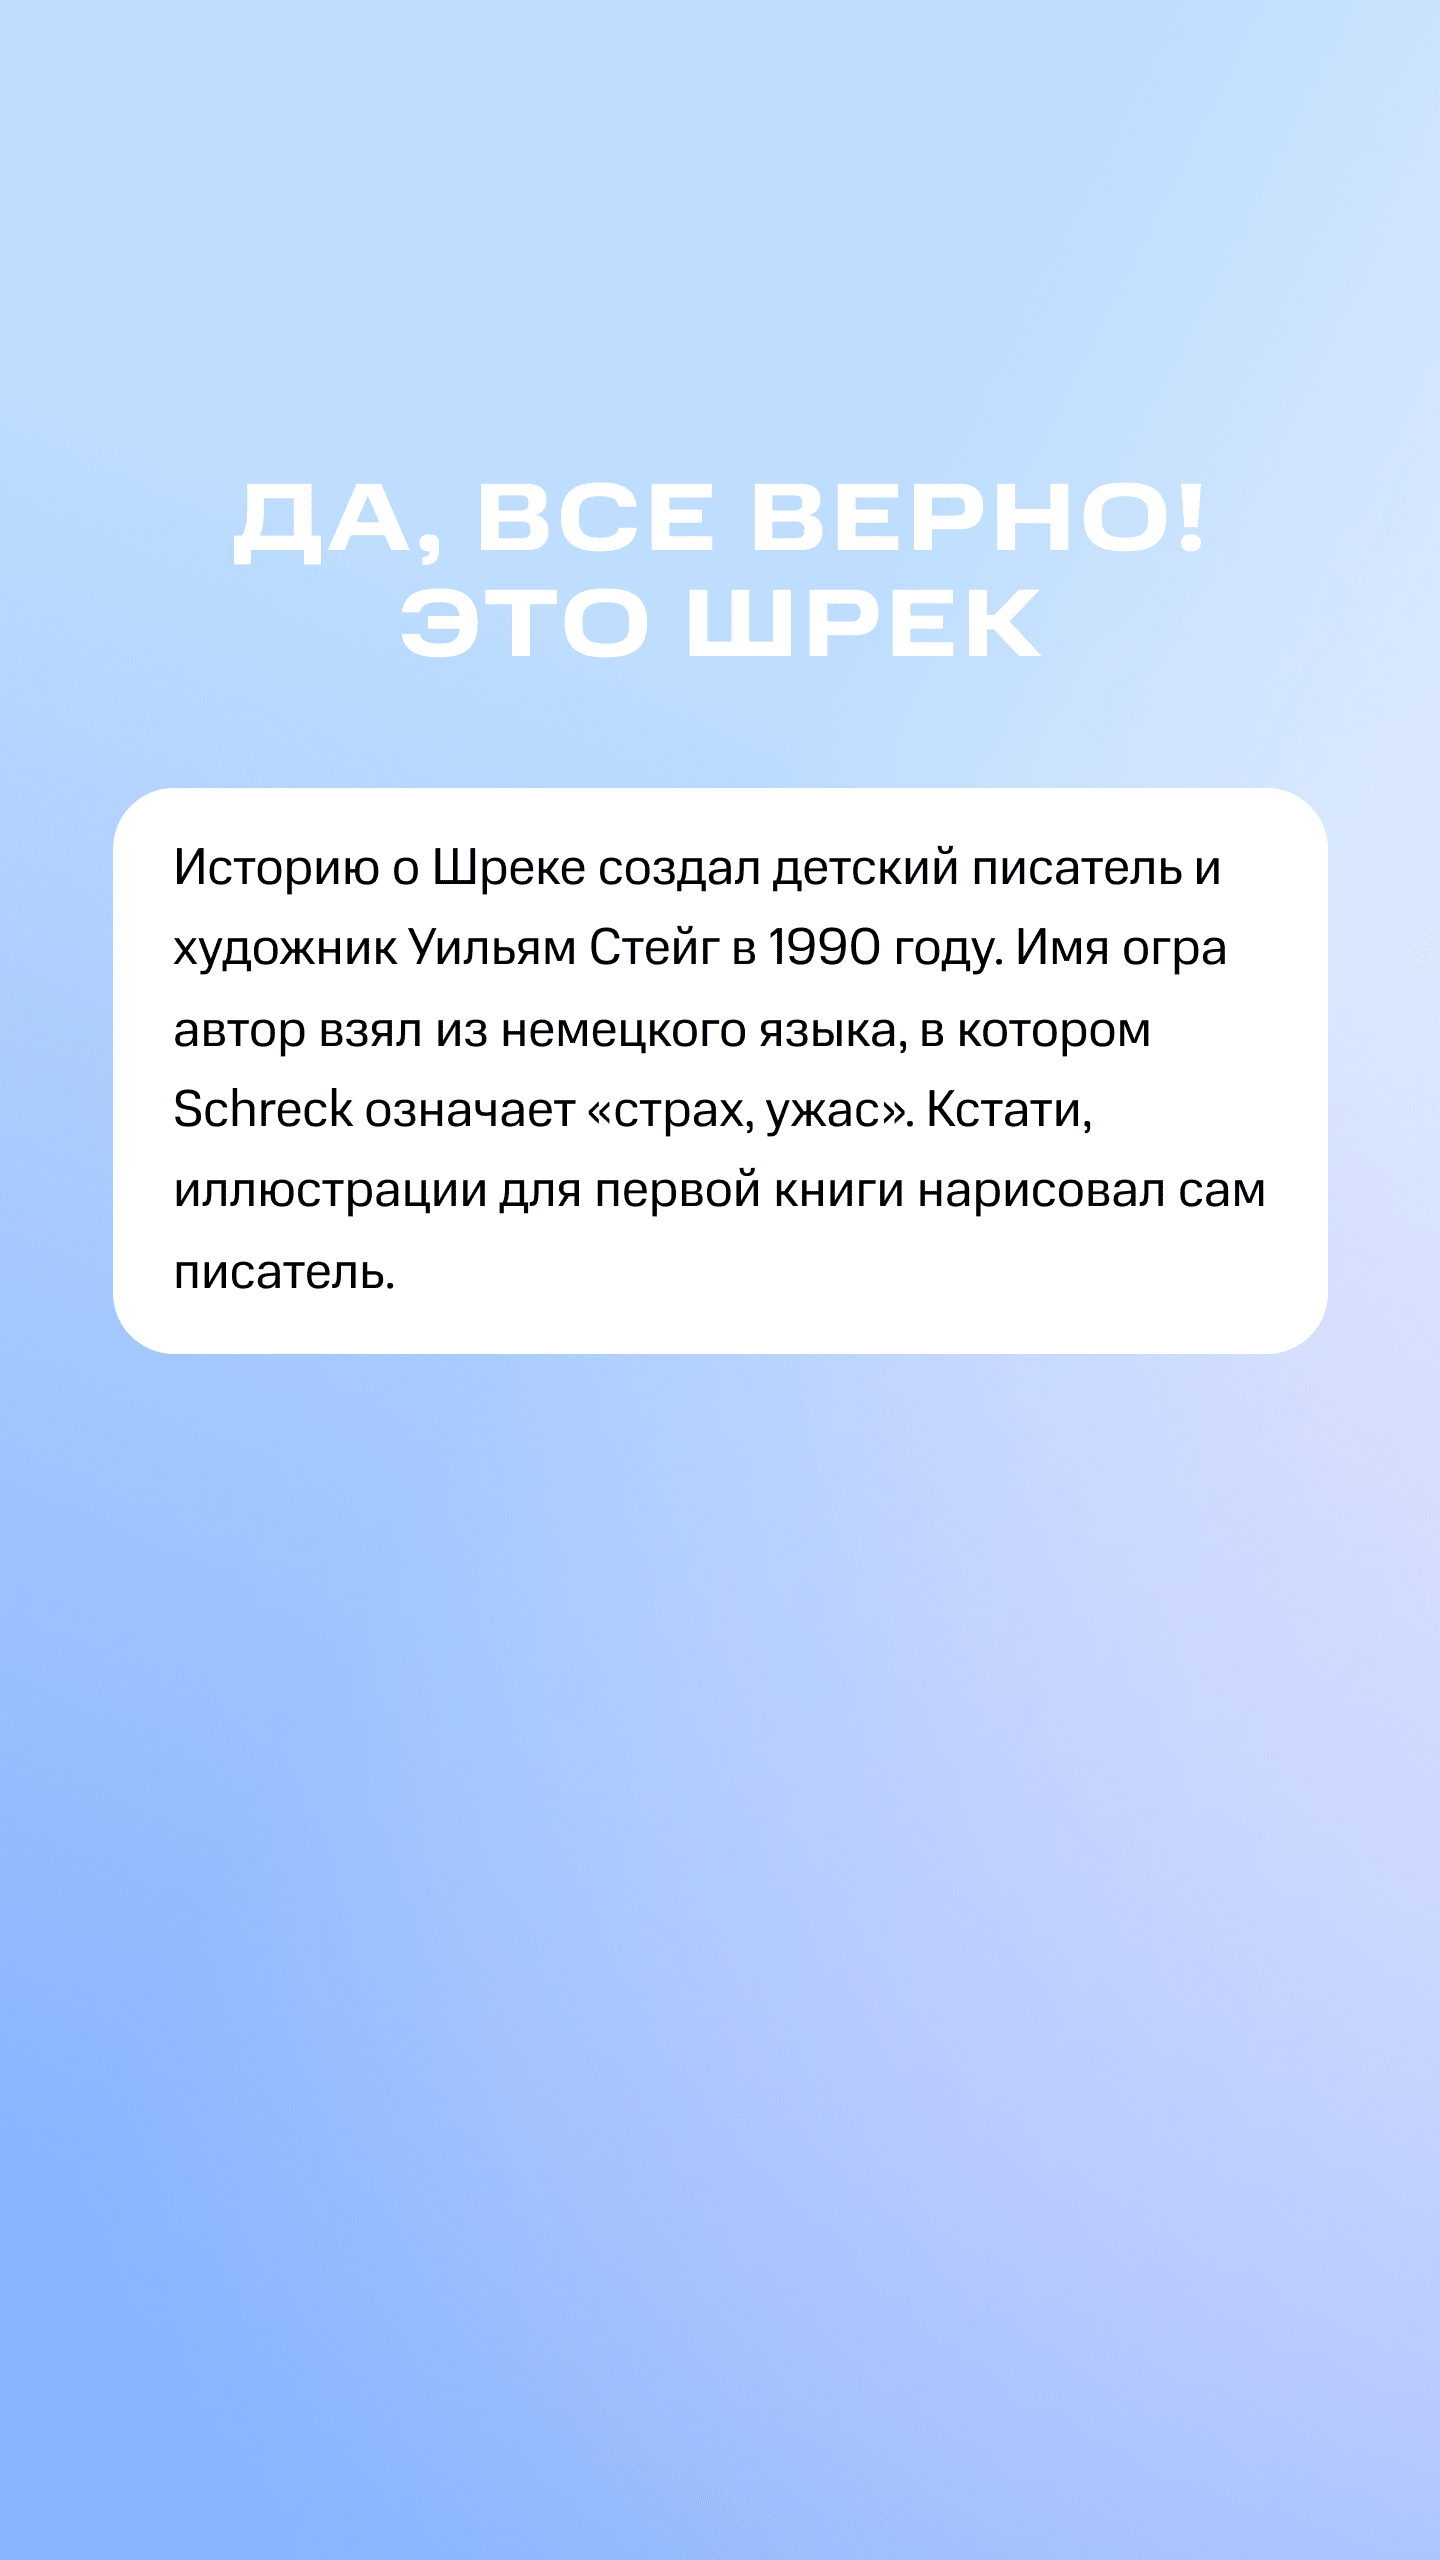 ДА, ВСЕ ВЕРНО!
ЭТО ШРЕК
Историю о Шреке создал детский писатель и
художник Уильям Стейг в 1990 году. Имя огра
автор взял из немецкого языка, в котором
Schreck означает «страх, ужас». Кстати,
иллюстрации для первой книги нарисовал сам
писатель.